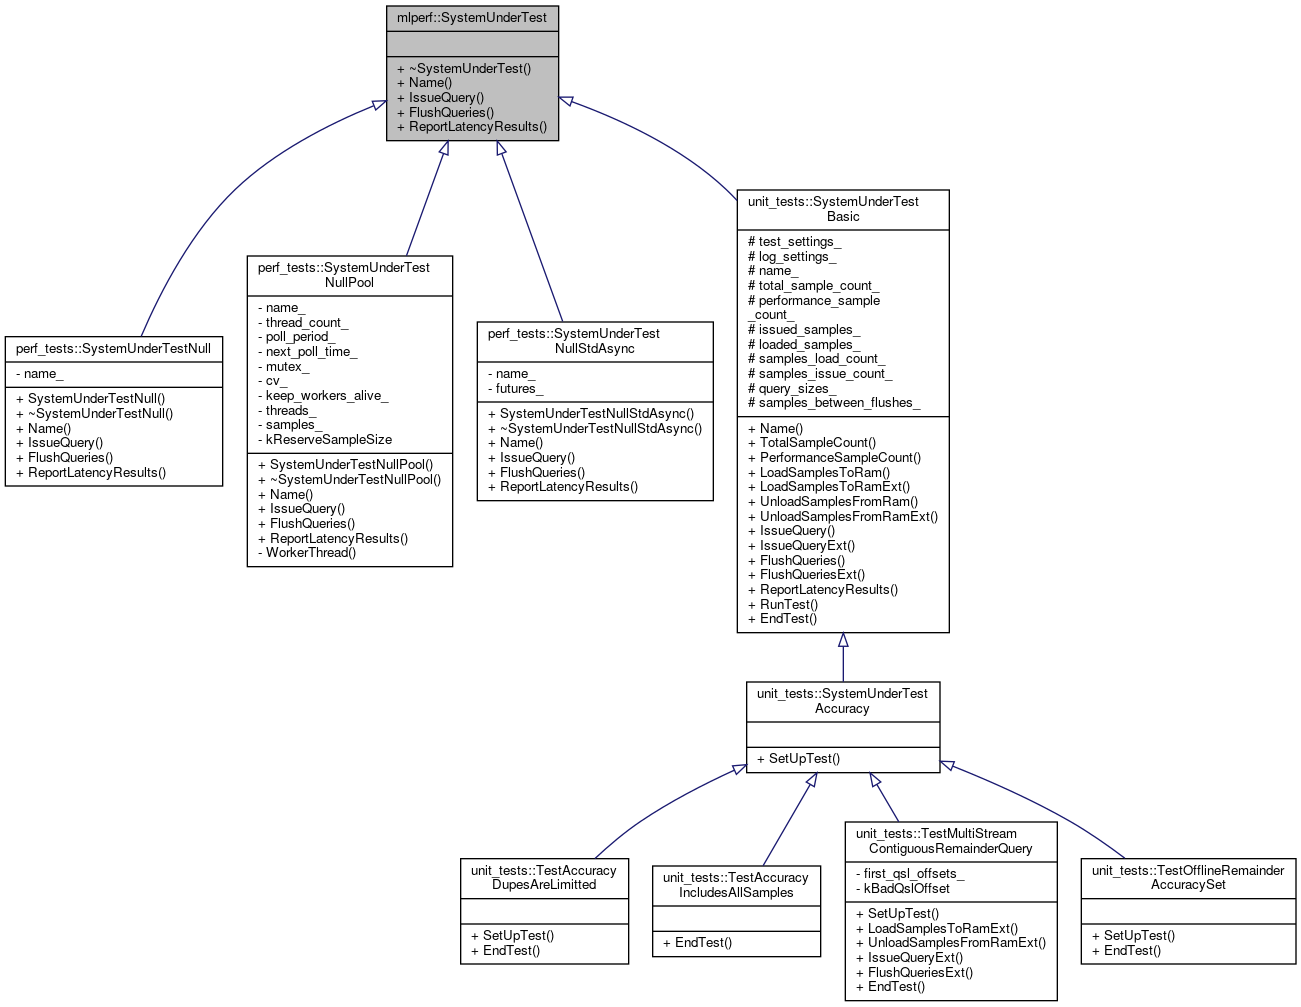 mlperf::SystemUnderTest
+ ~SystemUnderTest()
+ Name()
+ IssueQuery()
+ FlushQueries()
+ ReportLatencyResults()
perf_tests::SystemUnderTestNull
- name_
+ SystemUnderTestNull()
+ ~SystemUnderTestNull()
+ Name()
+ IssueQuery()
+ FlushQueries()
+ ReportLatencyResults()
perf_tests::SystemUnderTest
NullPool
- name_
- thread_count_
- poll_period_
- next_poll_time_
- mutex_
- cv_
- keep_workers_alive_
- threads_
- samples_
- kReserveSampleSize
+ SystemUnderTestNullPool()
+ ~SystemUnderTestNullPool()
+ Name()
+ IssueQuery()
+ FlushQueries()
+ ReportLatencyResults()
- WorkerThread()
perf_tests::SystemUnderTest
NullStdAsync
- name_
- futures_
+ SystemUnderTestNullStdAsync()
+ ~SystemUnderTestNullStdAsync()
+ Name()
+ IssueQuery()
+ FlushQueries()
+ ReportLatencyResults()
unit_tests::SystemUnderTest
Basic
# test_settings_
# log_settings_
# name_
# total_sample_count_
# performance_sample
_count_
# issued_samples_
# loaded_samples_
# samples_load_count_
# samples_issue_count_
# query_sizes_
# samples_between_flushes_
+ Name()
+ TotalSampleCount()
+ PerformanceSampleCount()
+ LoadSamplesToRam()
+ LoadSamplesToRamExt()
+ UnloadSamplesFromRam()
+ UnloadSamplesFromRamExt()
+ IssueQuery()
+ IssueQueryExt()
+ FlushQueries()
+ FlushQueriesExt()
+ ReportLatencyResults()
+ RunTest()
+ EndTest()
unit_tests::SystemUnderTest
Accuracy
+ SetUpTest()
unit_tests::TestAccuracy
DupesAreLimitted
+ SetUpTest()
+ EndTest()
unit_tests::TestAccuracy
IncludesAllSamples
+ EndTest()
unit_tests::TestMultiStream
ContiguousRemainderQuery
- first_qsl_offsets_
- kBadQslOffset
+ SetUpTest()
+ LoadSamplesToRamExt()
+ UnloadSamplesFromRamExt()
+ IssueQueryExt()
+ FlushQueriesExt()
+ EndTest()
unit_tests::TestOfflineRemainder
AccuracySet
+ SetUpTest()
+ EndTest()